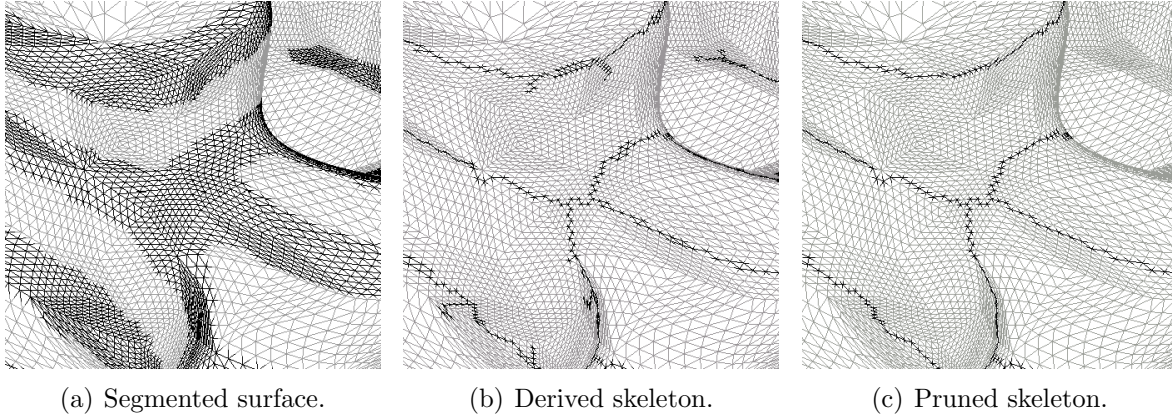 (a) Segmented surface.
(b) Derived skeleton.
(c) Pruned skeleton.